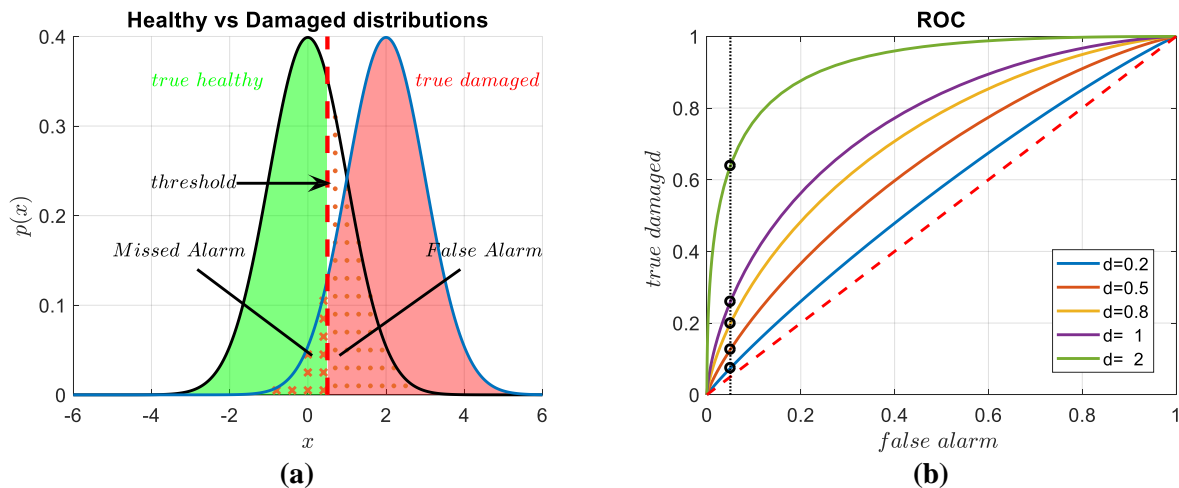 Healthy vs Damaged distributions
0.4
0.3
0.2
0.1
0
p(x)
true healthy
true damaged
threshold
Missed Alarm
False Alarm
-6
-4
-2
0
2
4
6
x
(a)
ROC
1
0.8
0.6
0.4
0.2
0
true damaged
d=0.2
d=0.5
d=0.8
d= 1
d= 2
0
0.2
0.4
0.6
0.8
1
false alarm
(b)